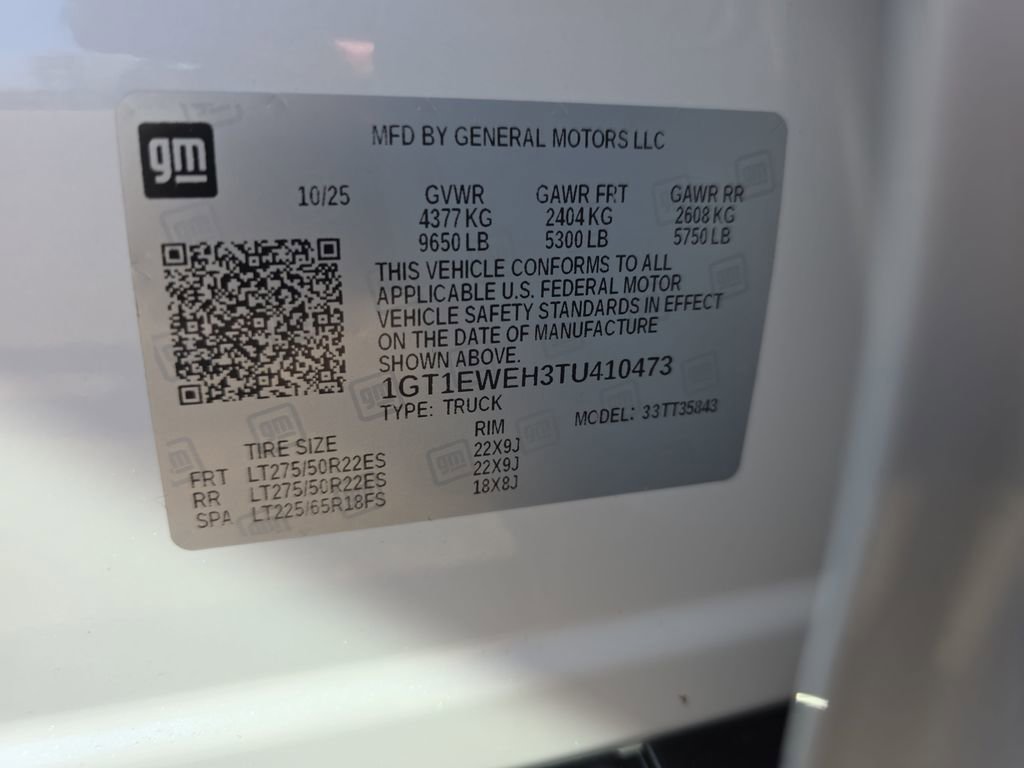 gm
MFD BY GENERAL MOTORS LLC
10/25 GVWR GAWR FRT GAWR RR
4377 KG 2404 KG 2608 KG
9650 LB 5300 LB 5750 LB
THIS VEHICLE CONFORMS TO ALL
APPLICABLE U.S. FEDERAL MOTOR
VEHICLE SAFETY STANDARDS IN EFFECT
ON THE DATE OF MANUFACTURE
SHOWN ABOVE.
1GT1EWEH3TU410473
TYPE: TRUCK MODEL: 33TT35843
TIRE SIZE RIM
FRT LT275/50R22ES 22X9J
RR LT275/50R22ES 22X9J
SPA LT225/65R18FS 18X8J